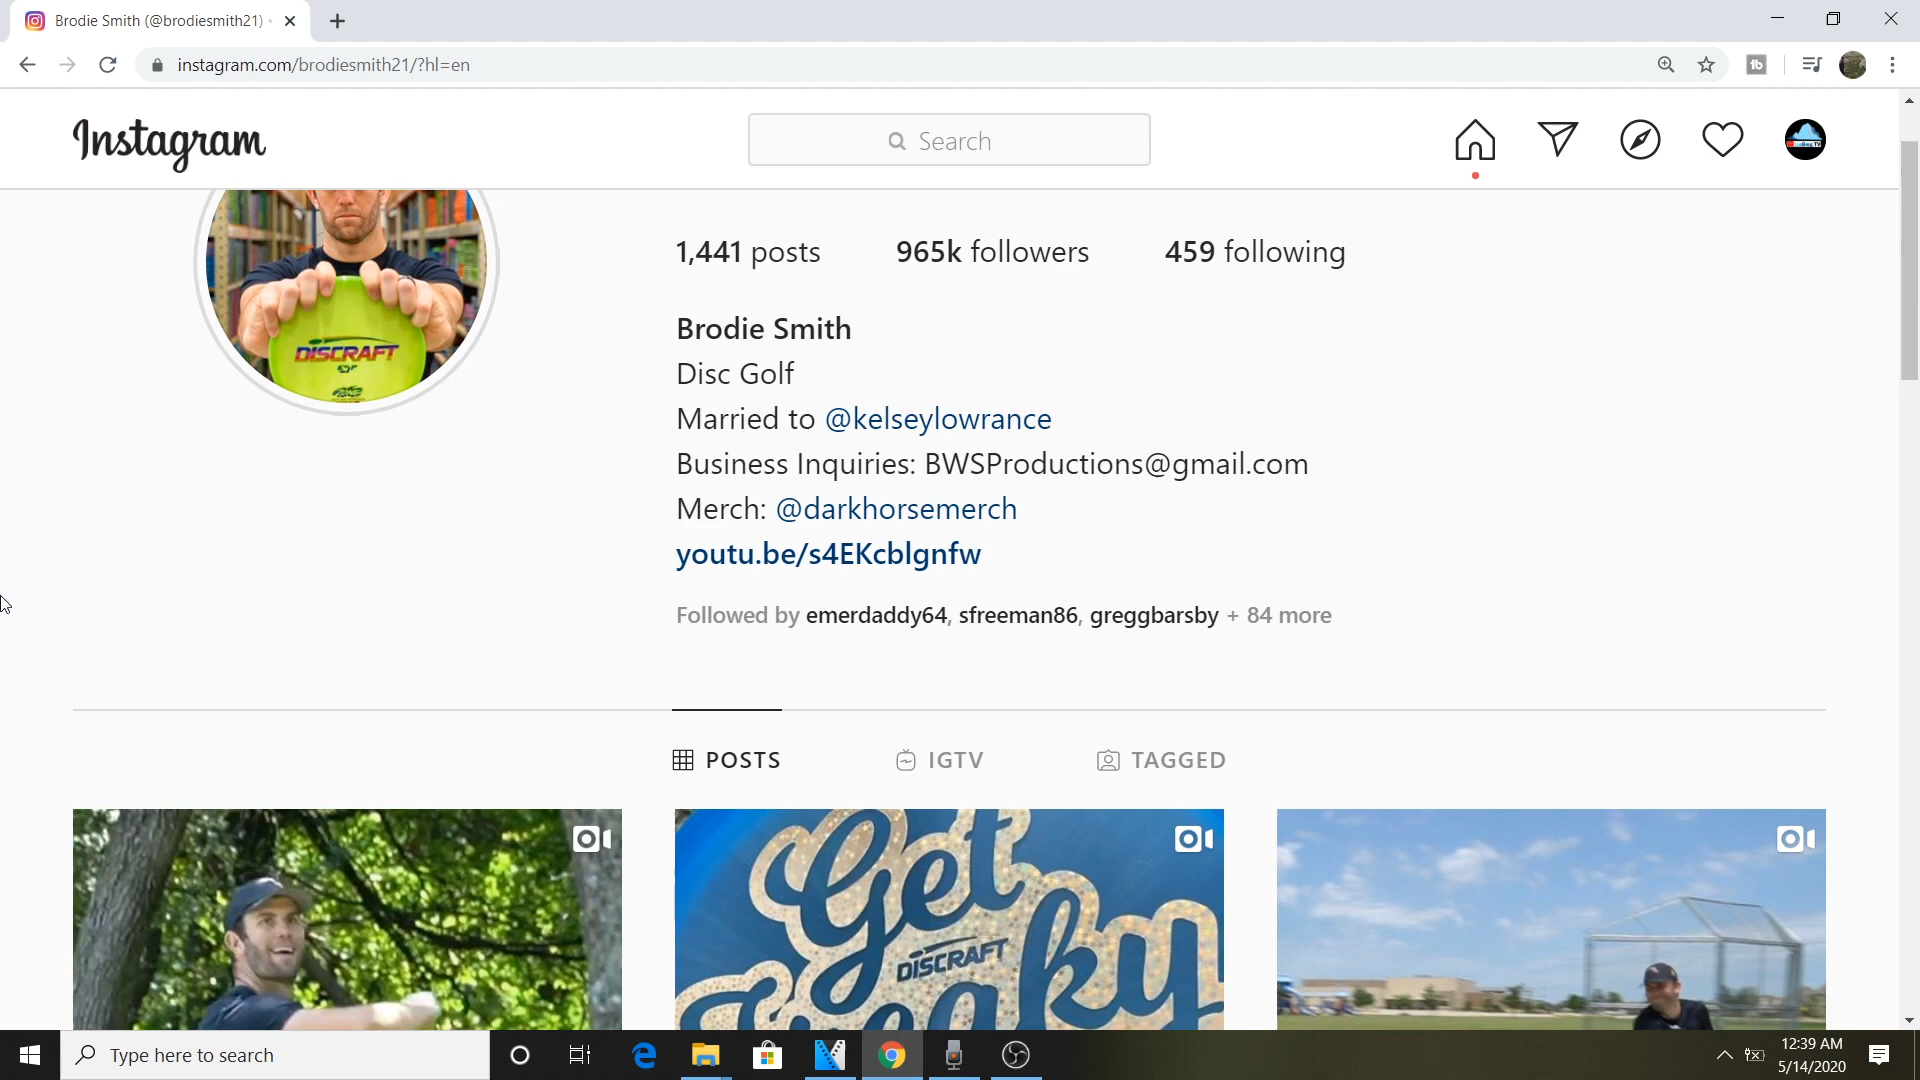 Brodie Smith (@brodiesmith21) •
instagram.com/brodiesmith21/?hl=en
Instagram
Search
1,441 posts 965k followers 459 following
DISCRAFT
Brodie Smith
Disc Golf
Married to @kelseylowrance
Business Inquiries: BWSProductions@gmail.com
Merch: @darkhorsemerch
youtu.be/s4EKcblgnfw
Followed by emerdaddy64, sfreeman86, greggbarsby + 84 more
POSTS IGTV TAGGED
Get
DISCRAFT
Freaky
Type here to search
12:39 AM
5/14/2020